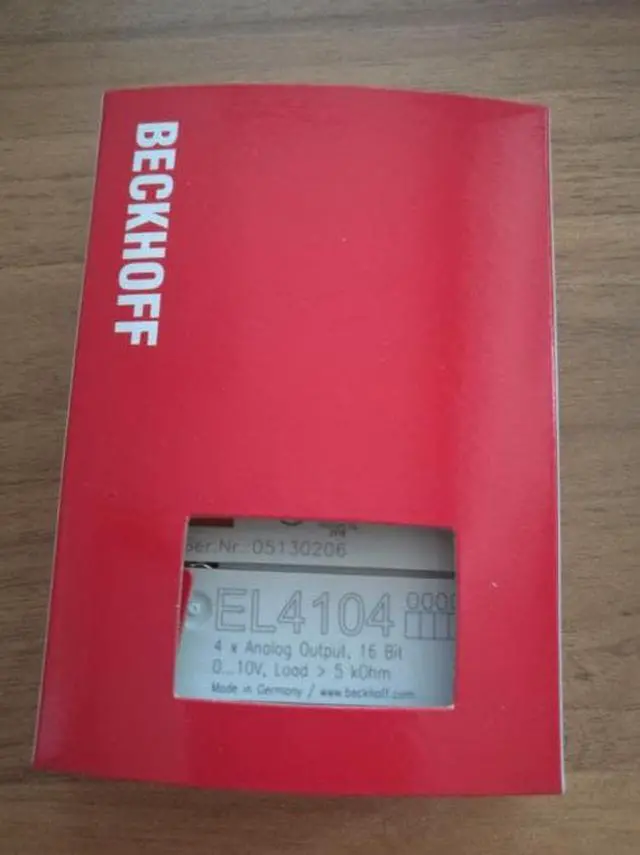 BECKHOFF
Ser.Nr.: 05130206
EL4104
4 x Analog Output, 16 Bit
0...10V, Load > 5 kOhm
Made in Germany / www.beckhoff.com